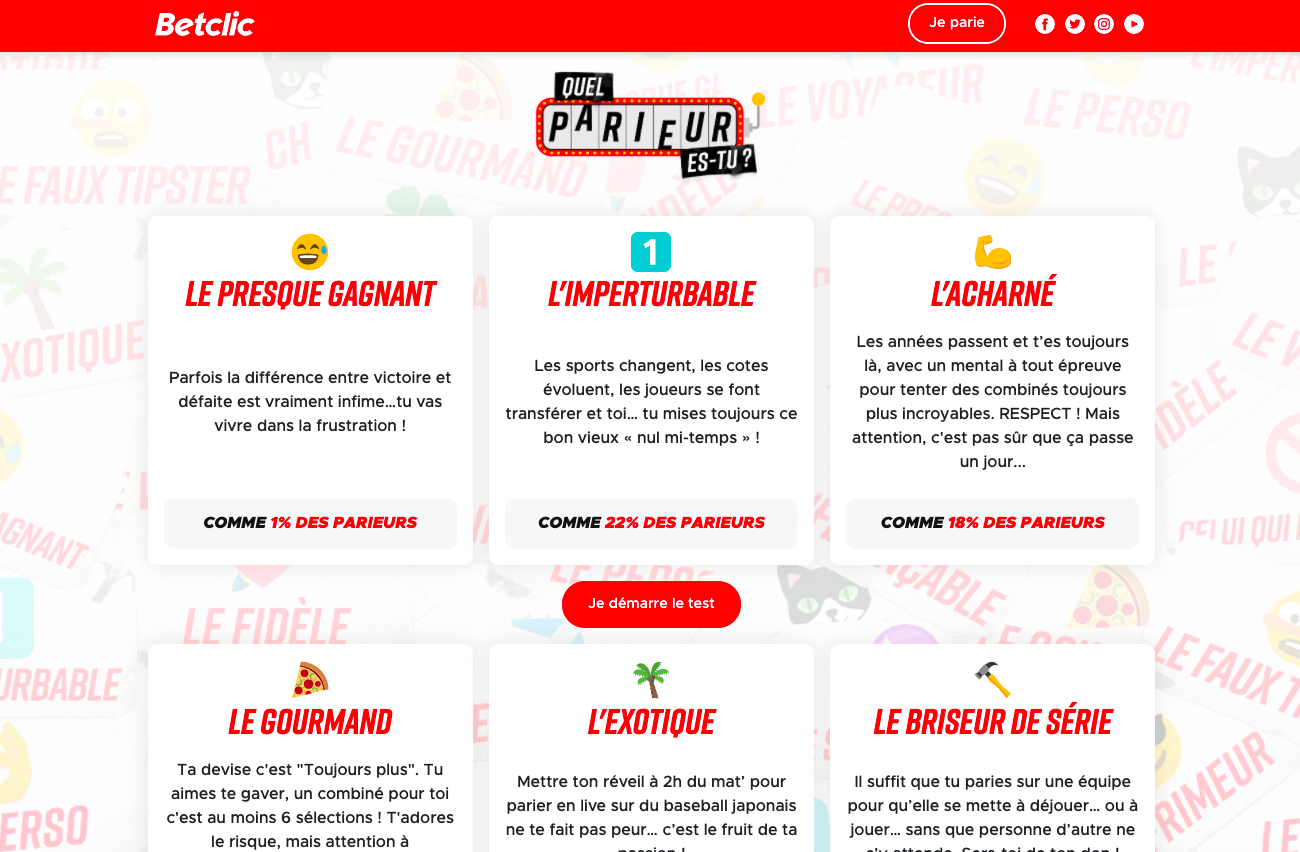 Betclic
Je parie
QUEL
PARIEUR
ES-TU ?
LE PRESQUE GAGNANT
Parfois la différence entre victoire et
défaite est vraiment infime...tu vas
vivre dans la frustration !
COMME 1% DES PARIEURS
1
L'IMPERTURBABLE
Les sports changent, les cotes
évoluent, les joueurs se font
transférer et toi... tu mises toujours ce
bon vieux « nul mi-temps » !
COMME 22% DES PARIEURS
L'ACHARNÉ
Les années passent et t’es toujours
là, avec un mental à tout épreuve
pour tenter des combinés toujours
plus incroyables. RESPECT ! Mais
attention, c'est pas sûr que ça passe
un jour...
COMME 18% DES PARIEURS
Je démarre le test
LE GOURMAND
Ta devise c'est "Toujours plus". Tu
aimes te gaver, un combiné pour toi
c'est au moins 6 sélections ! T'adores
le risque, mais attention à
L'EXOTIQUE
Mettre ton réveil à 2h du mat’ pour
parier en live sur du baseball japonais
ne te fait pas peur... c’est le fruit de ta
passion !
LE BRISEUR DE SÉRIE
Il suffit que tu paries sur une équipe
pour qu’elle se mette à déjouer... ou à
jouer... sans que personne d’autre ne
LE VOYAGEUR
LE PERSO
CH
LE GOURMAND
E FAUX TIPSTER
XOTIQUE
LE FIDÈLE
URBABLE
ERSO
AGNANT
CELUI QUI
LE FAUX T
PRIMEUR